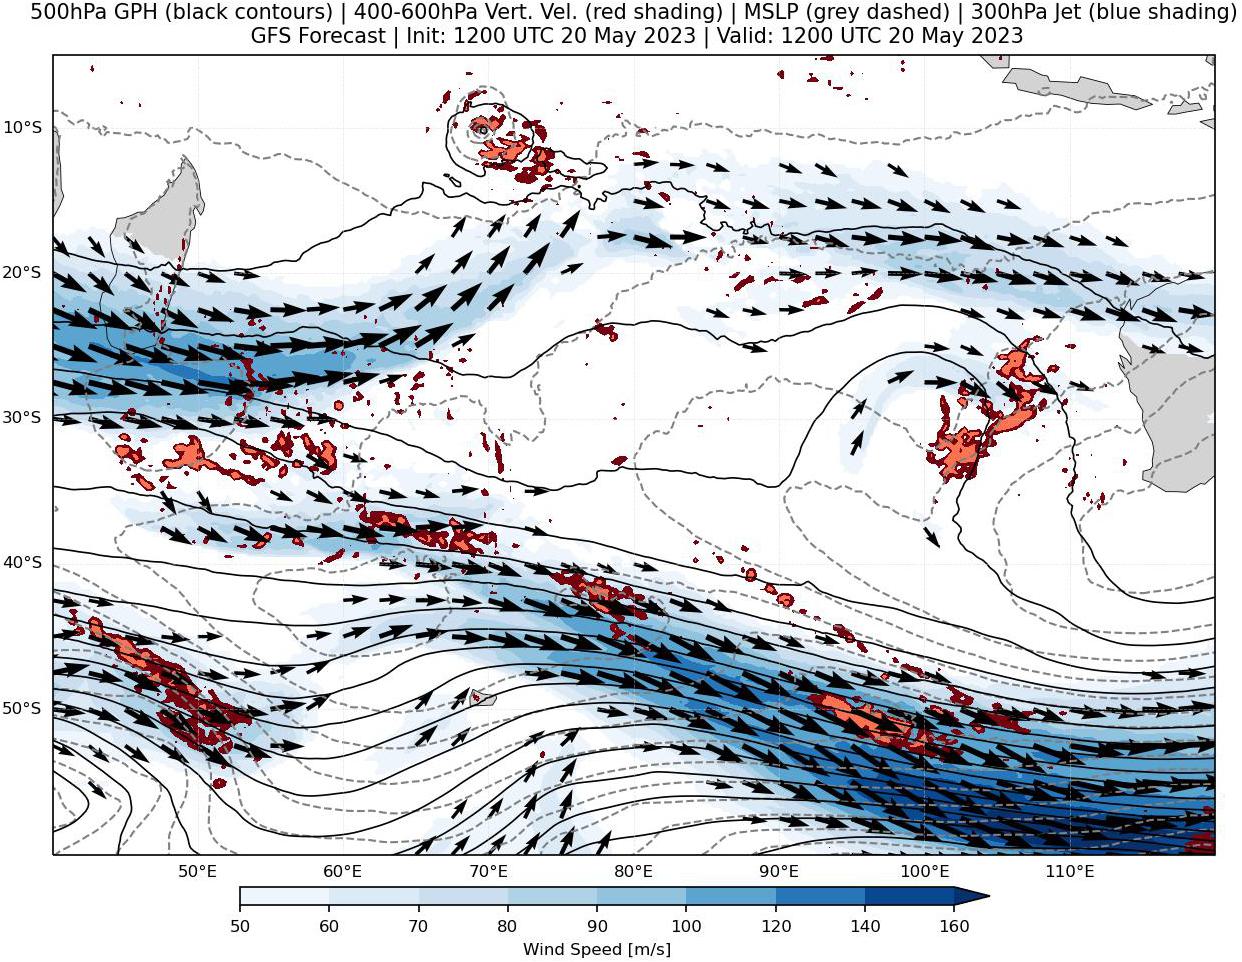 500hPa GPH (black contours) | 400-600hPa Vert. Vel. (red shading) | MSLP (grey dashed) | 300hPa Jet (blue shading)
GFS Forecast | Init: 1200 UTC 20 May 2023 | Valid: 1200 UTC 20 May 2023
10°S
20°S
30°S
40°S
50°S
50°E 60°E 70°E 80°E 90°E 100°E 110°E
50 60 70 80 90 100 120 140 160
Wind Speed [m/s]